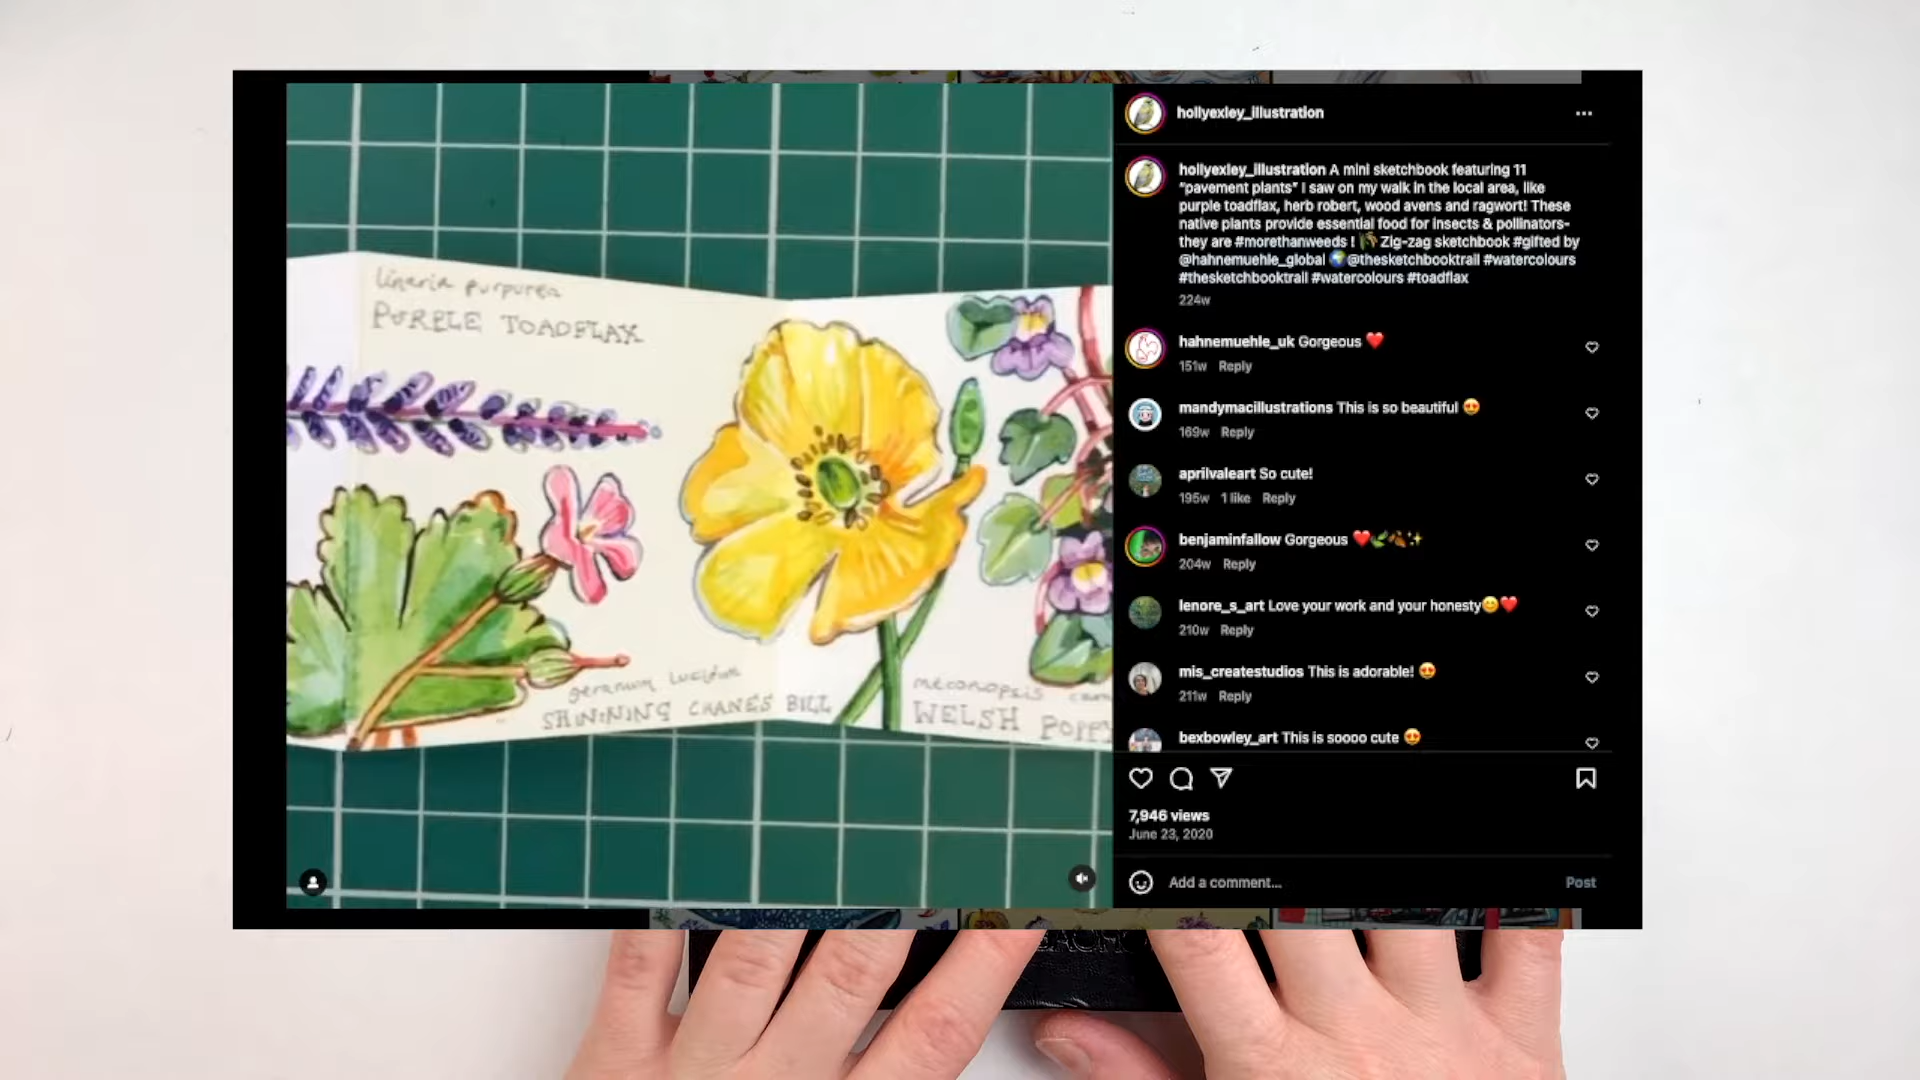 hollyexley_illustration
hollyexley_illustration A mini sketchbook featuring 11
"pavement plants" I saw on my walk in the local area, like
purple toadflax, herb robert, wood avens and ragwort! These
native plants provide essential food for insects & pollinators-
they are #morethanweeds ! 🌿 Zig-zag sketchbook #gifted by
@hahnemuehle_global 🌍@thesketchbooktrail #watercolours
#thesketchbooktrail #watercolours #toadflax
224w
hahnemuehle_uk Gorgeous ❤️
151w Reply
mandymacillustrations This is so beautiful 😍
169w Reply
aprilvaleart So cute!
195w 1 like Reply
benjaminfallow Gorgeous ❤️🌿🍂✨
204w Reply
lenore_s_art Love your work and your honesty😊❤️
210w Reply
mis_createstudios This is adorable! 😍
211w Reply
bexbowley_art This is soooo cute 😍
7,946 views
June 23, 2020
Add a comment... Post
linaria purpurea
PURPLE TOADFLAX
geranium lucidum
SHINING CRANES BILL
meconopsis
WELSH POPPY